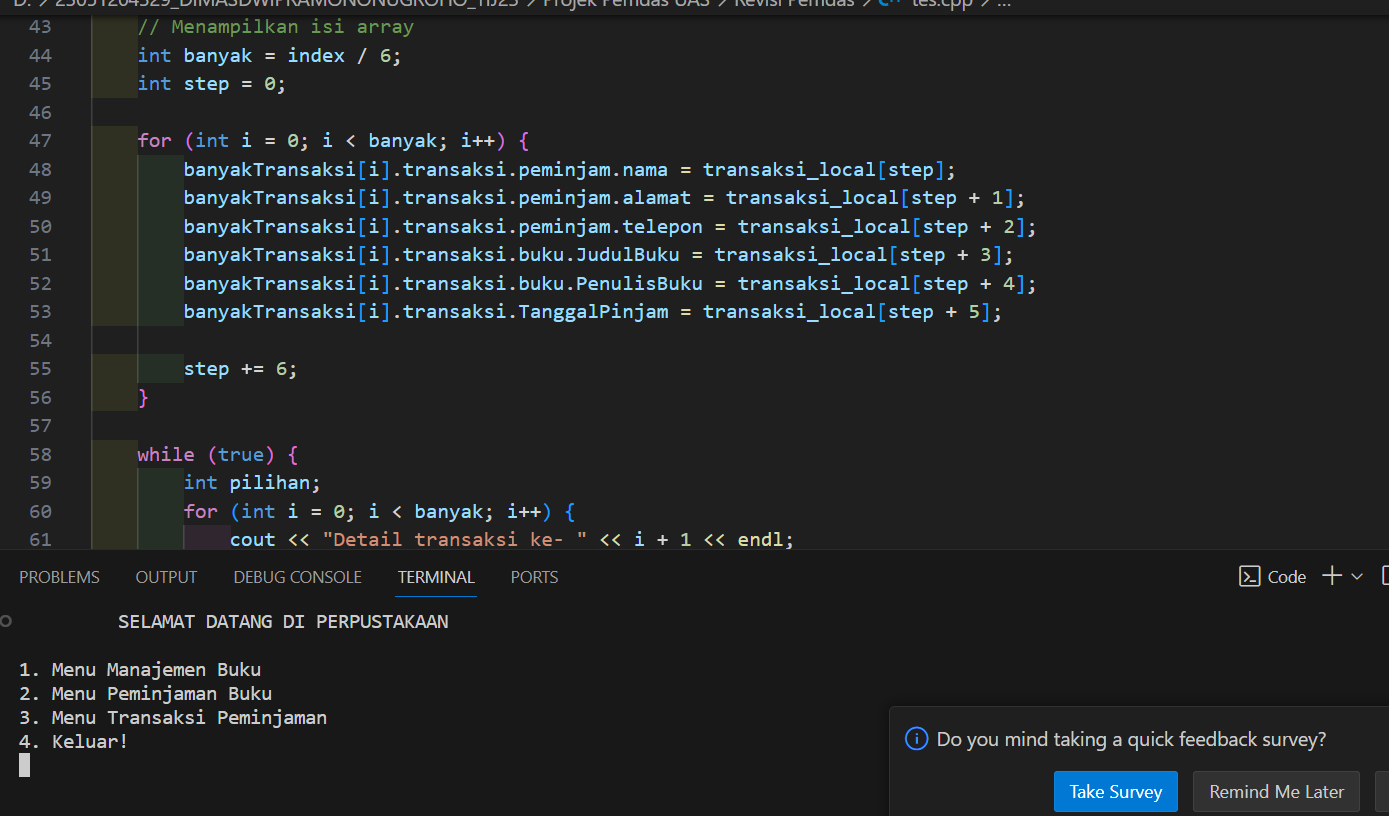 Projek Pemdas UAS > Revisi Pemdas > tes.cpp > ...
43 // Menampilkan isi array
44 int banyak = index / 6;
45 int step = 0;
46
47 for (int i = 0; i < banyak; i++) {
48 banyakTransaksi[i].transaksi.peminjam.nama = transaksi_local[step];
49 banyakTransaksi[i].transaksi.peminjam.alamat = transaksi_local[step + 1];
50 banyakTransaksi[i].transaksi.peminjam.telepon = transaksi_local[step + 2];
51 banyakTransaksi[i].transaksi.buku.JudulBuku = transaksi_local[step + 3];
52 banyakTransaksi[i].transaksi.buku.PenulisBuku = transaksi_local[step + 4];
53 banyakTransaksi[i].transaksi.TanggalPinjam = transaksi_local[step + 5];
54
55 step += 6;
56 }
57
58 while (true) {
59 int pilihan;
60 for (int i = 0; i < banyak; i++) {
61 cout << "Detail transaksi ke- " << i + 1 << endl;
PROBLEMS OUTPUT DEBUG CONSOLE TERMINAL PORTS Code
SELAMAT DATANG DI PERPUSTAKAAN
1. Menu Manajemen Buku
2. Menu Peminjaman Buku
3. Menu Transaksi Peminjaman
4. Keluar!
Do you mind taking a quick feedback survey?
Take Survey Remind Me Later